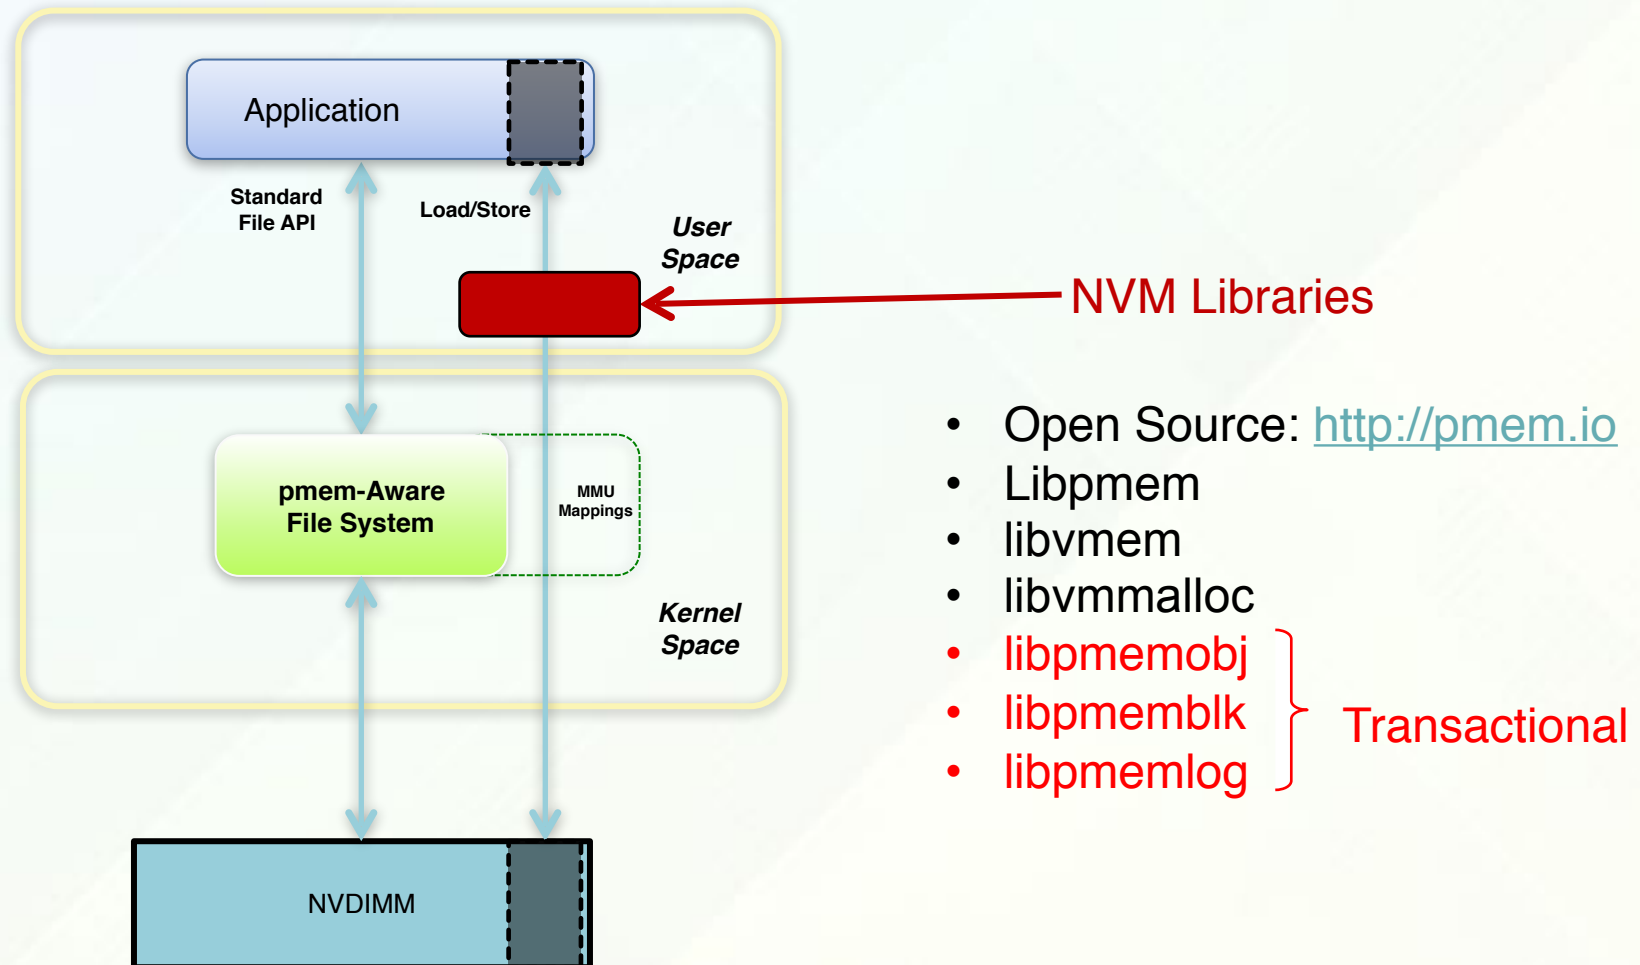 Application
Standard
File API
Load/Store
User
Space
NVM Libraries
pmem-Aware
File System
MMU
Mappings
Kernel
Space
NVDIMM
• Open Source: http://pmem.io
• Libpmem
• libvmem
• libvmmalloc
• libpmemobj
• libpmemblk
• libpmemlog
Transactional